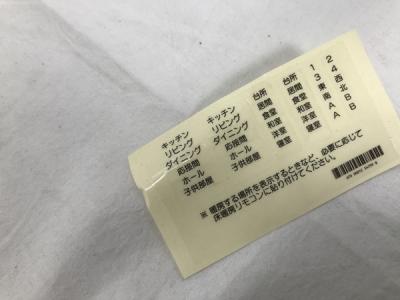 キッチン キッチン 台所 台所 1 2
リビング リビング 居間 居間 3 4
ダイニング ダイニング 食堂 食堂 東 西
応接間 応接間 和室 和室 南 北
ホール ホール 洋室 洋室 A B
子供部屋 子供部屋 寝室 寝室 A B
※ 暖房する場所を表示するときなど、必要に応じて
床暖房リモコンに貼り付けてください。